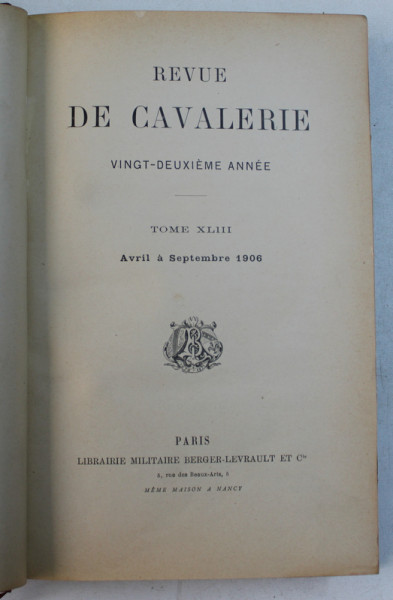 REVUE
DE CAVALERIE
VINGT-DEUXIÈME ANNÉE
TOME XLIII
Avril à Septembre 1906
PARIS
LIBRAIRIE MILITAIRE BERGER-LEVRAULT ET Cie
5, rue des Beaux-Arts, 5
MÊME MAISON A NANCY